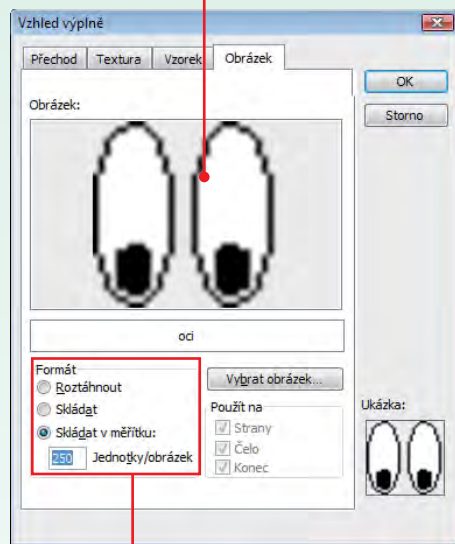 Vzhled výplně
Přechod Textura Vzorek Obrázek
OK
Storno
Obrázek:
oci
Formát
Roztáhnout
Skládat
Skládat v měřítku:
250 Jednotky/obrázek
Vybrat obrázek...
Použít na
Strany
Čelo
Konec
Ukázka: